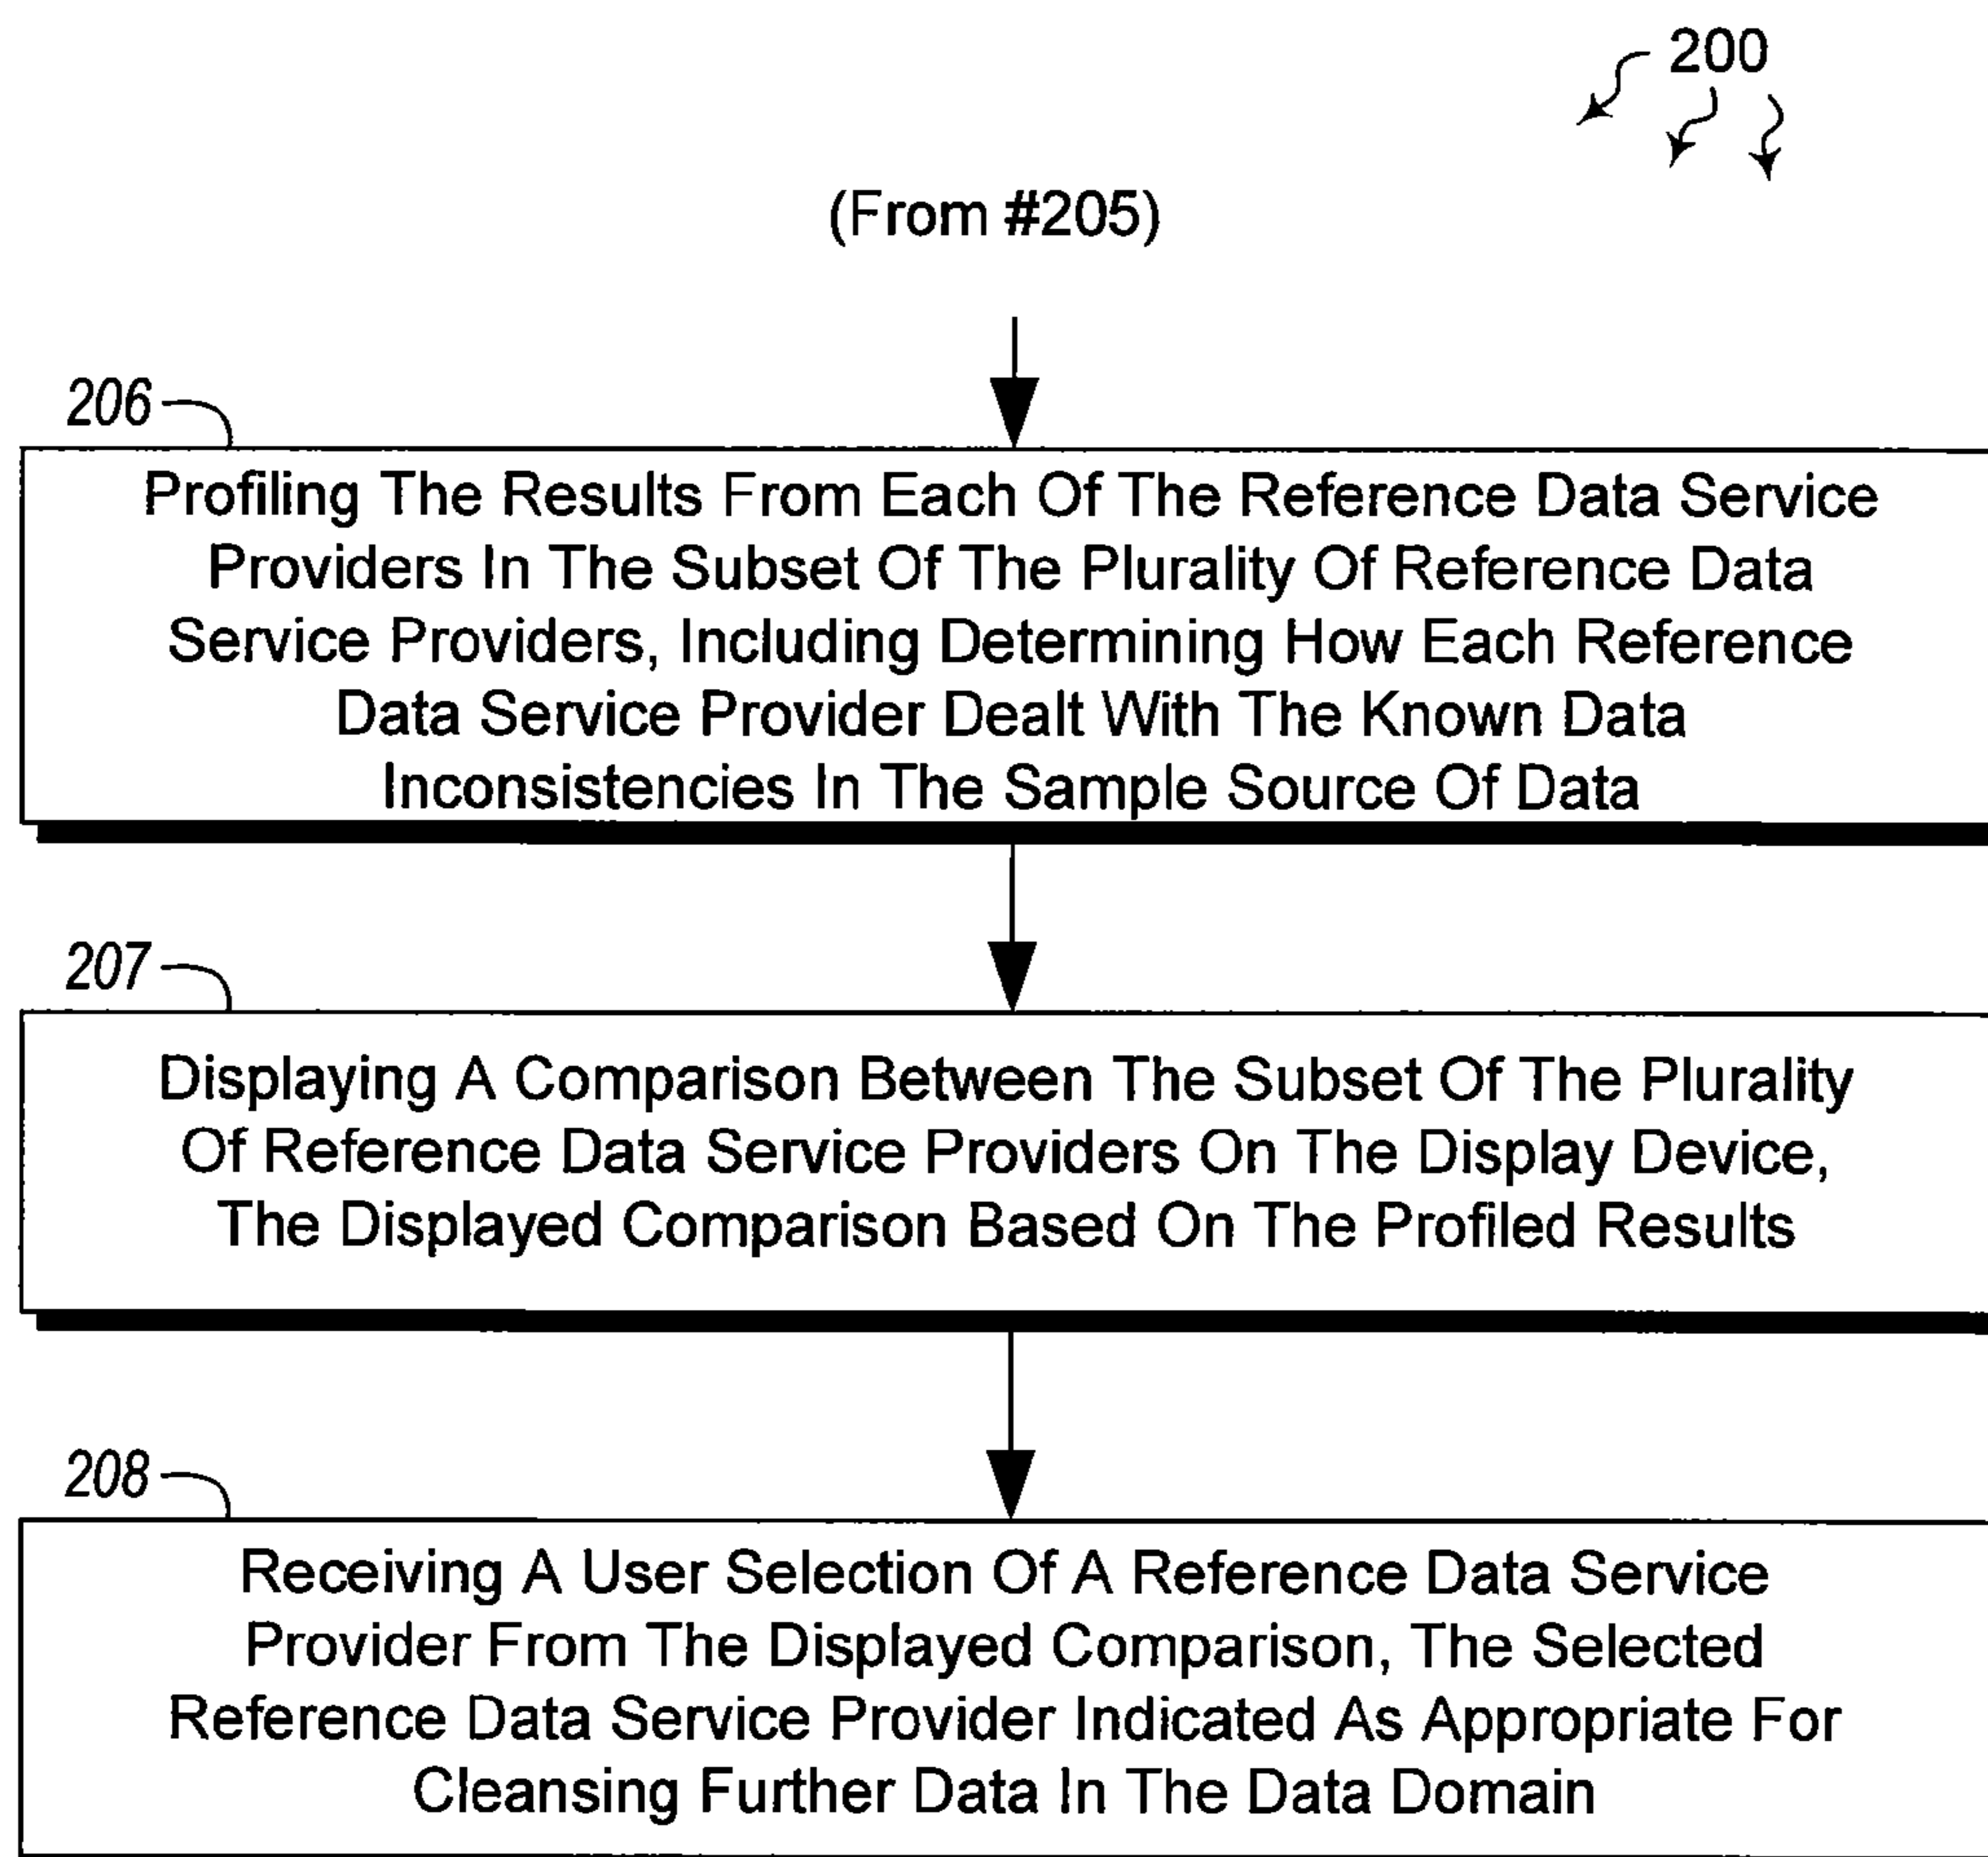 200
(From #205)
206
Profiling The Results From Each Of The Reference Data Service
Providers In The Subset Of The Plurality Of Reference Data
Service Providers, Including Determining How Each Reference
Data Service Provider Dealt With The Known Data
Inconsistencies In The Sample Source Of Data
207
Displaying A Comparison Between The Subset Of The Plurality
Of Reference Data Service Providers On The Display Device,
The Displayed Comparison Based On The Profiled Results
208
Receiving A User Selection Of A Reference Data Service
Provider From The Displayed Comparison, The Selected
Reference Data Service Provider Indicated As Appropriate For
Cleansing Further Data In The Data Domain